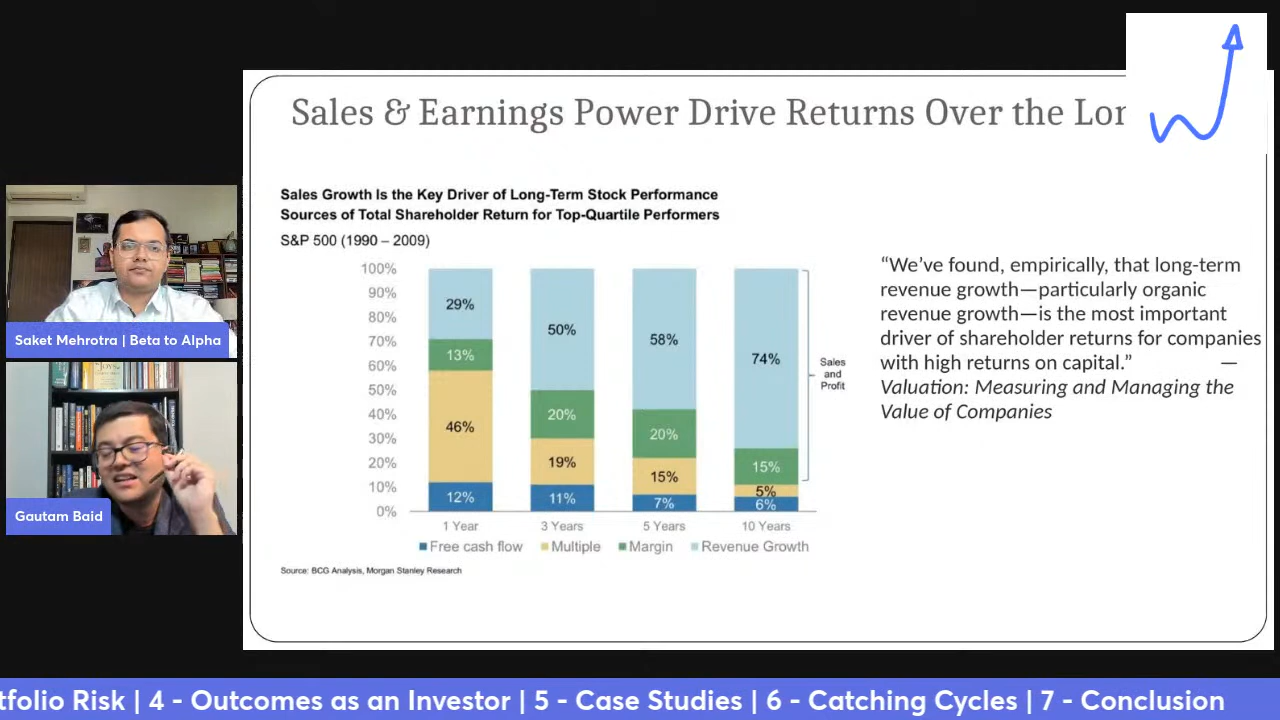 Sales & Earnings Power Drive Returns Over the
Sales Growth Is the Key Driver of Long-Term Stock Performance
Sources of Total Shareholder Return for Top-Quartile Performers
S&P 500 (1990 – 2009)
100%
90%
80%
70%
60%
50%
40%
30%
20%
10%
0%
29%
13%
46%
12%
50%
20%
19%
11%
58%
20%
15%
7%
74%
15%
5%
6%
Sales
and
Profit
1 Year
3 Years
5 Years
10 Years
Free cash flow
Multiple
Margin
Revenue Growth
Source: BCG Analysis, Morgan Stanley Research
“We’ve found, empirically, that long-term
revenue growth—particularly organic
revenue growth—is the most important
driver of shareholder returns for companies
with high returns on capital.” —
Valuation: Measuring and Managing the
Value of Companies
Saket Mehrotra | Beta to Alpha
Gautam Baid
tfolio Risk | 4 - Outcomes as an Investor | 5 - Case Studies | 6 - Catching Cycles | 7 - Conclusion